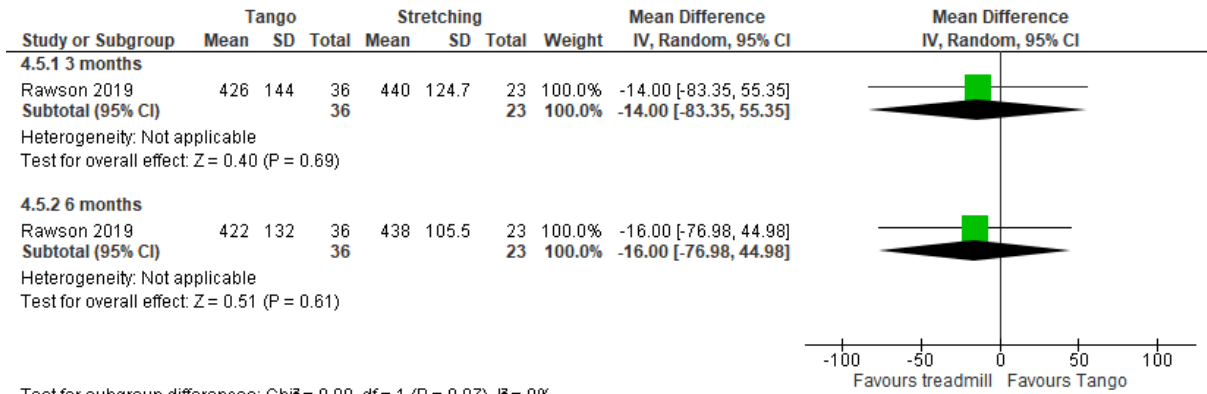 Tango Stretching Mean Difference Mean Difference
Study or Subgroup Mean SD Total Mean SD Total Weight IV, Random, 95% CI IV, Random, 95% CI
4.5.1 3 months
Rawson 2019 426 144 36 440 124.7 23 100.0% -14.00 [-83.35, 55.35]
Subtotal (95% CI) 36 23 100.0% -14.00 [-83.35, 55.35]
Heterogeneity: Not applicable
Test for overall effect: Z = 0.40 (P = 0.69)
4.5.2 6 months
Rawson 2019 422 132 36 438 105.5 23 100.0% -16.00 [-76.98, 44.98]
Subtotal (95% CI) 36 23 100.0% -16.00 [-76.98, 44.98]
Heterogeneity: Not applicable
Test for overall effect: Z = 0.51 (P = 0.61)
-100 -50 0 50 100
Favours treadmill Favours Tango
Test for subgroup differences: df = 1